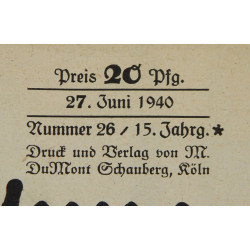 Preis 20 Pfg.
27. Juni 1940
Nummer 26 / 15. Jahrg.*
Druck und Verlag von M.
DuMont Schauberg, Köln